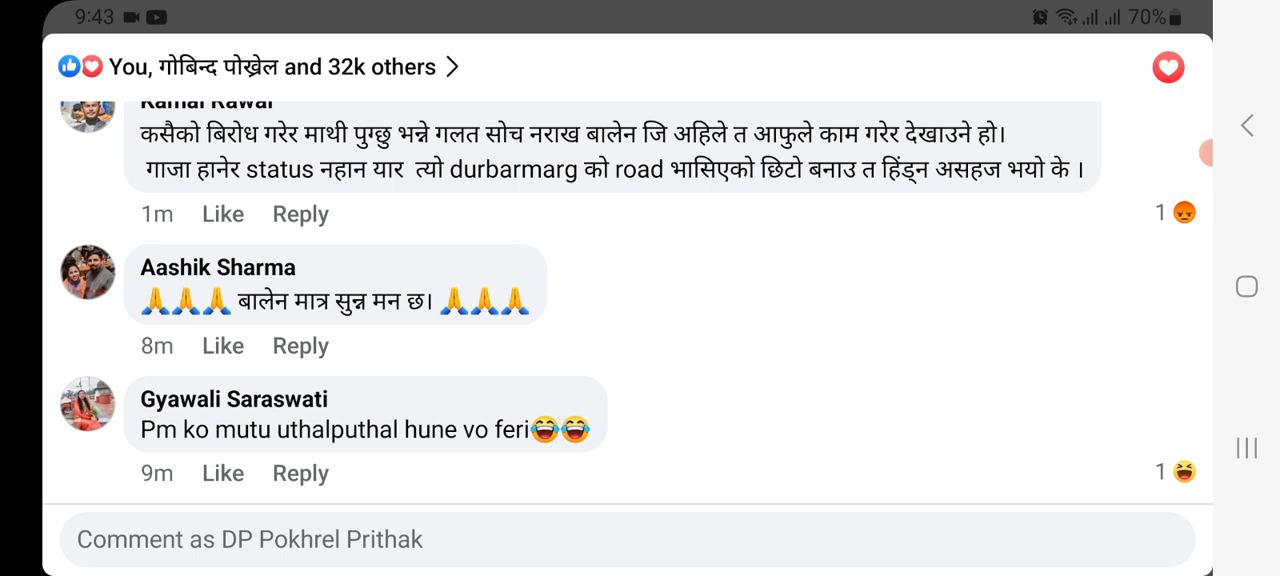 9:43
70%
You, गोबिन्द पोख्रेल and 32k others
Kamal Rawal
कसैको बिरोध गरेर माथी पुग्छु भन्ने गलत सोच नराख बालेन जि अहिले त आफुले काम गरेर देखाउने हो।
गाजा हानेर status नहान यार त्यो durbarmarg को road भासिएको छिटो बनाउ त हिंड्न असहज भयो के ।
1m Like Reply 1 😡
Aashik Sharma
🙏🙏🙏 बालेन मात्र सुन्न मन छ। 🙏🙏🙏
8m Like Reply
Gyawali Saraswati
Pm ko mutu uthalputhal hune vo feri😂😂
9m Like Reply 1 😆
Comment as DP Pokhrel Prithak